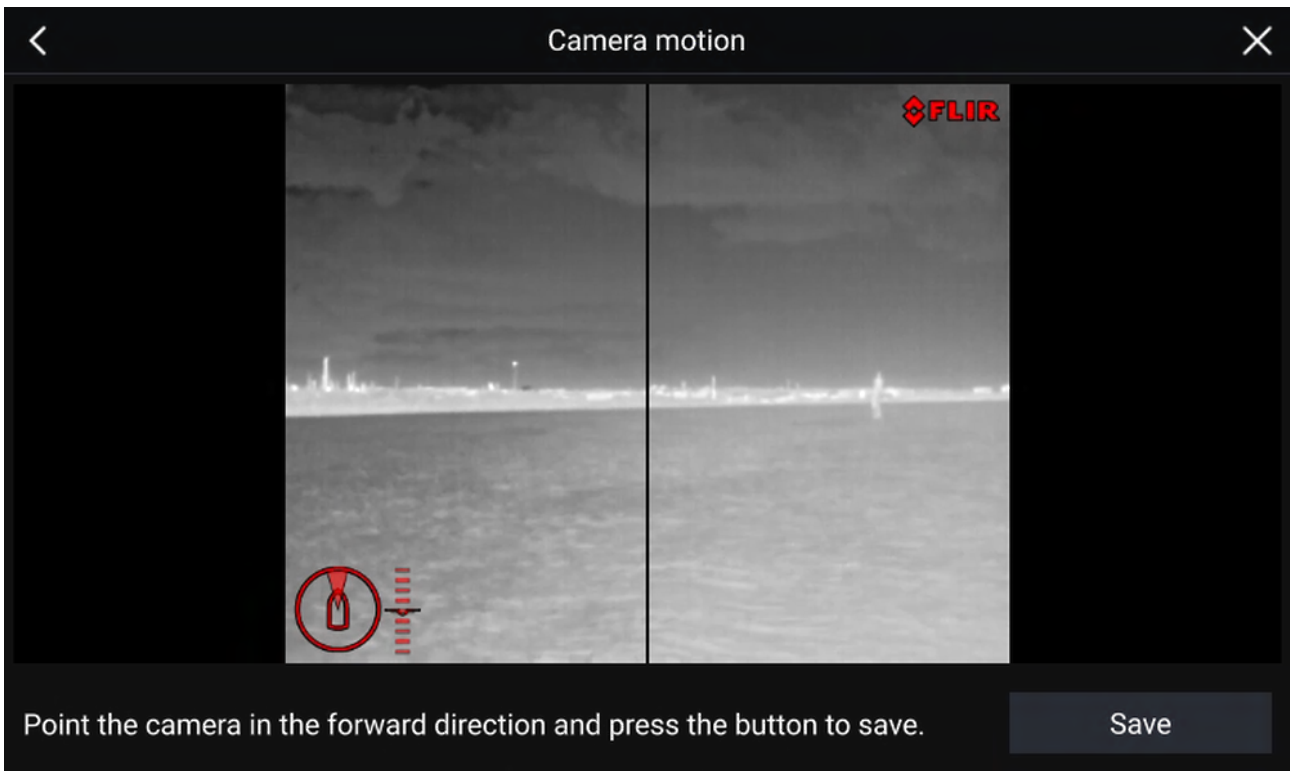 Camera motion
FLIR
Point the camera in the forward direction and press the button to save.
Save